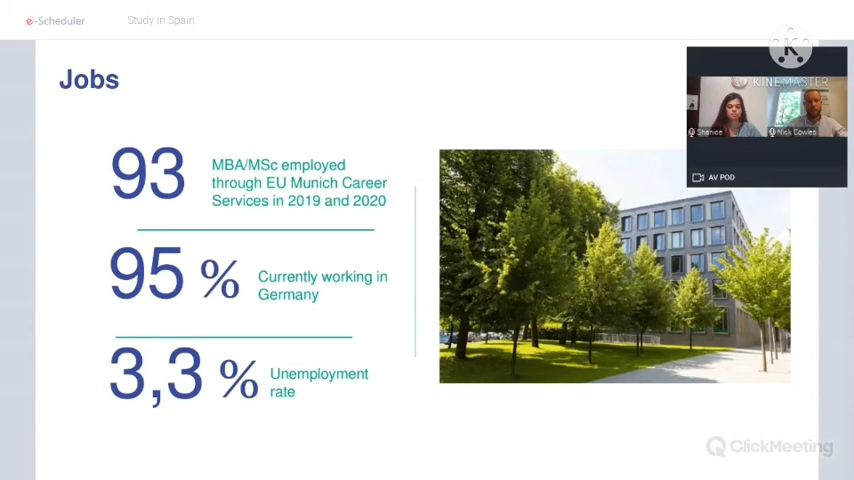 e-Scheduler
Study in Spain
Jobs
93
MBA/MSc employed
through EU Munich Career
Services in 2019 and 2020
95 %
Currently working in
Germany
3,3 %
Unemployment
rate
K
KINEMASTER
Sharice
Nick Cowles
AV POD
ClickMeeting